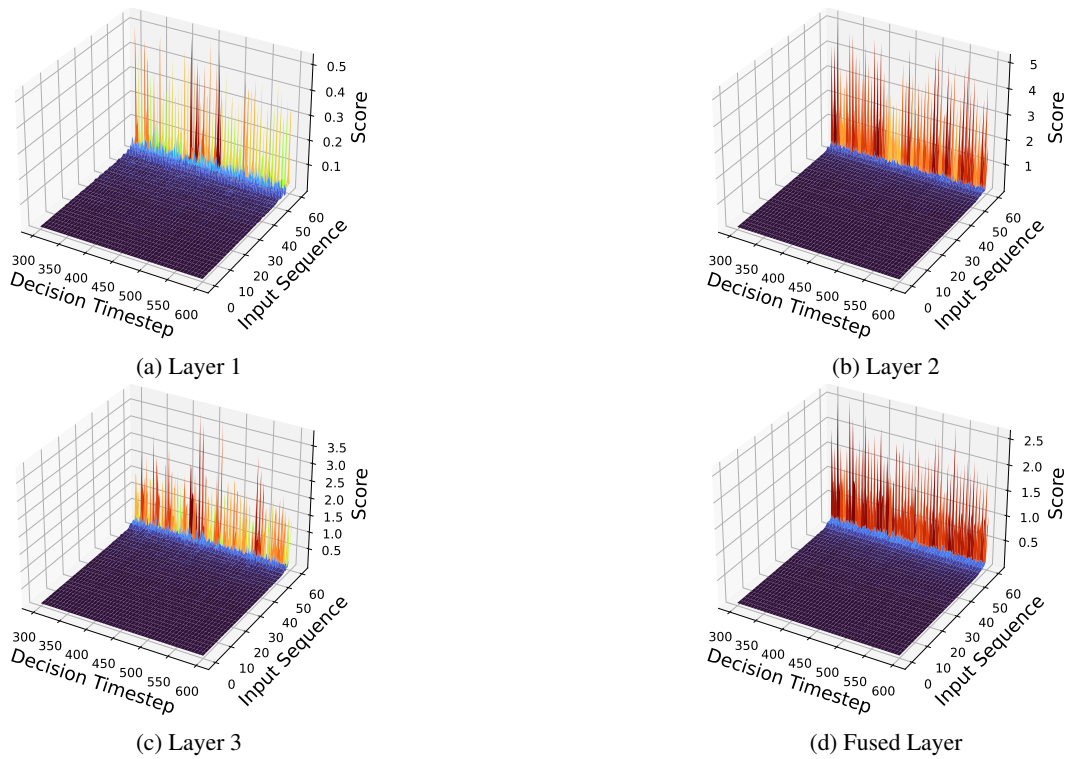 0.5
0.4
0.3
0.2
0.1
Score
300 350 400 450 500 550 600
Decision Timestep
0 10 20 30 40 50 60
Input Sequence
(a) Layer 1
5
4
3
2
1
Score
300 350 400 450 500 550 600
Decision Timestep
0 10 20 30 40 50 60
Input Sequence
(b) Layer 2
3.5
3.0
2.5
2.0
1.5
1.0
0.5
Score
300 350 400 450 500 550 600
Decision Timestep
0 10 20 30 40 50 60
Input Sequence
(c) Layer 3
2.5
2.0
1.5
1.0
0.5
Score
300 350 400 450 500 550 600
Decision Timestep
0 10 20 30 40 50 60
Input Sequence
(d) Fused Layer